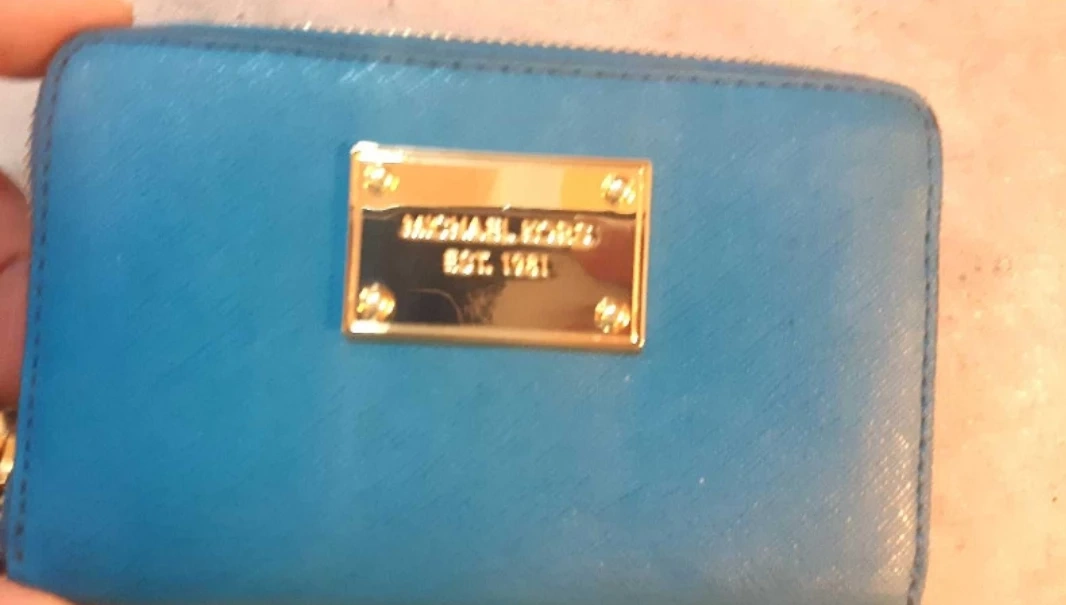 MICHAEL KORS
EST. 1981